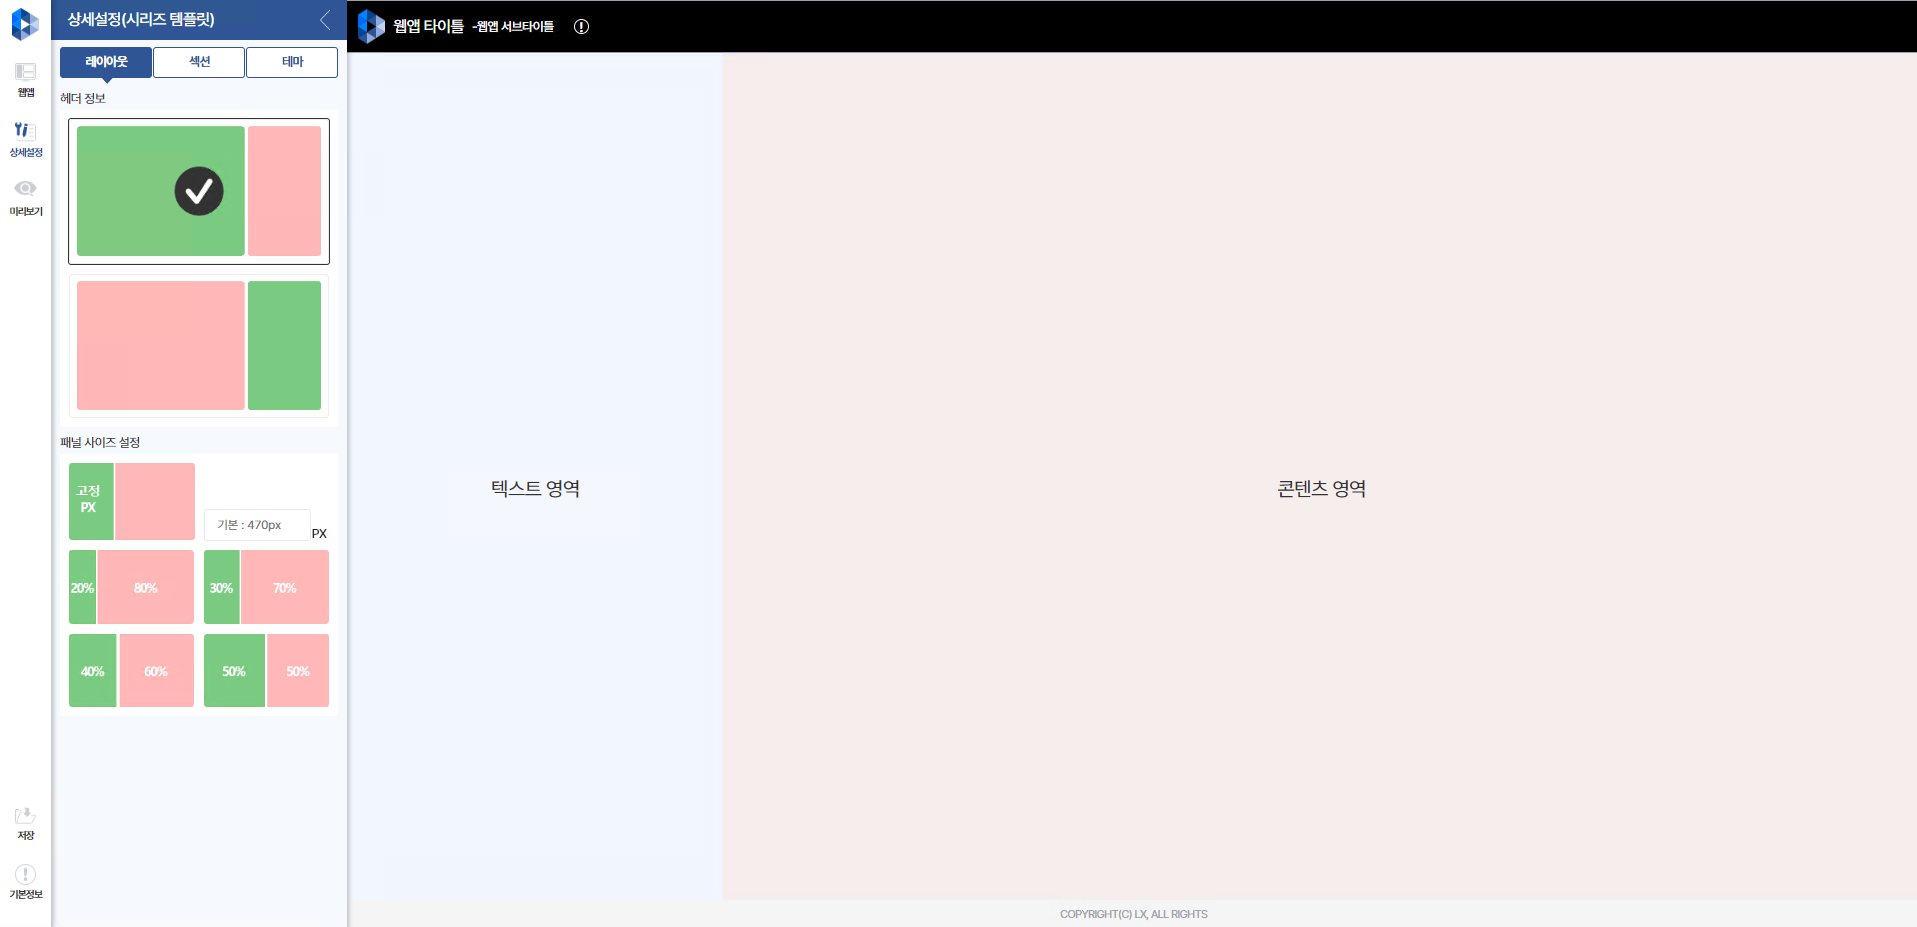 웹앱
상세설정
미리보기
저장
기본정보
상세설정(시리즈 템플릿)
레이아웃 섹션 테마
헤더 정보
패널 사이즈 설정
고정
PX
기본 : 470px PX
20% 80% 30% 70%
40% 60% 50% 50%
웹앱 타이틀 -웹앱 서브타이틀
텍스트 영역 콘텐츠 영역
COPYRIGHT(C) LX, ALL RIGHTS